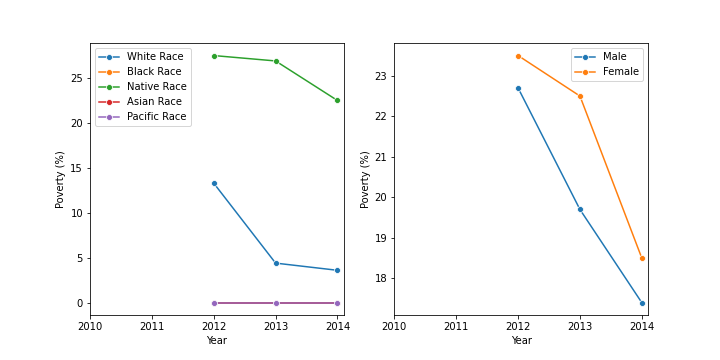 White Race
Black Race
Native Race
Asian Race
Pacific Race
Poverty (%)
25
20
15
10
5
0
2010 2011 2012 2013 2014
Year
Male
Female
Poverty (%)
23
22
21
20
19
18
2010 2011 2012 2013 2014
Year